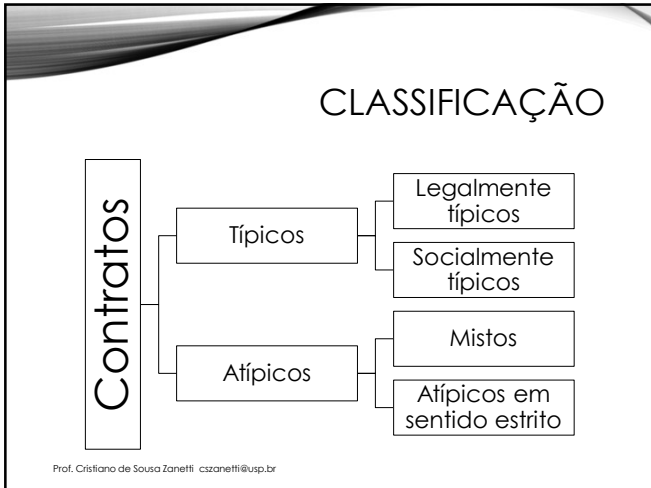 CLASSIFICAÇÃO
Contratos
Típicos
Legalmente
típicos
Socialmente
típicos
Atípicos
Mistos
Atípicos em
sentido estrito
Prof. Cristiano de Sousa Zanetti cszanetti@usp.br